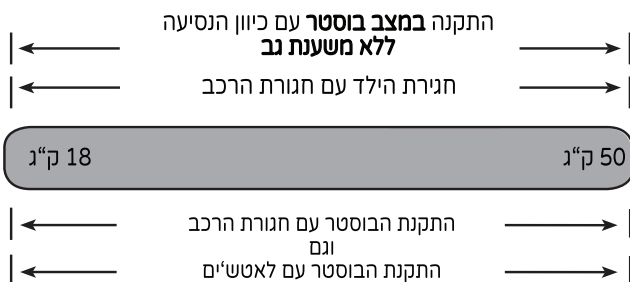 התקנה במצב בוסטר עם כיוון הנסיעה
ללא משענת גב
חגירת הילד עם חגורת הרכב
18 ק"ג
50 ק"ג
התקנת הבוסטר עם חגורת הרכב
וגם
התקנת הבוסטר עם לאטש'ים